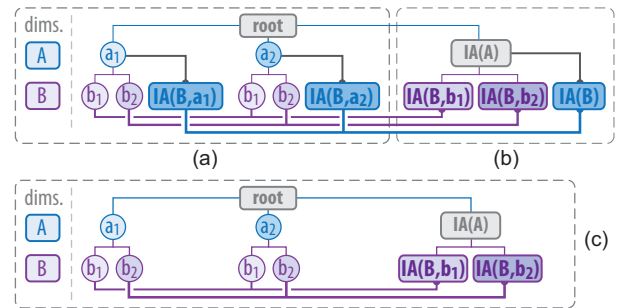 dims. root
A a1 a2 IA(A)
B b1 b2 IA(B,a1) b1 b2 IA(B,a2) IA(B,b1) IA(B,b2) IA(B)
(a) (b)
dims. root
A a1 a2 IA(A)
(c)
B b1 b2 b1 b2 IA(B,b1) IA(B,b2)